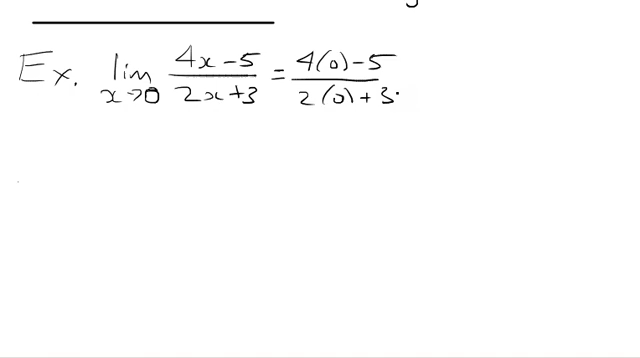 Ex. lim x→0 (4x-5)/(2x+3) = (4(0)-5)/(2(0)+3)